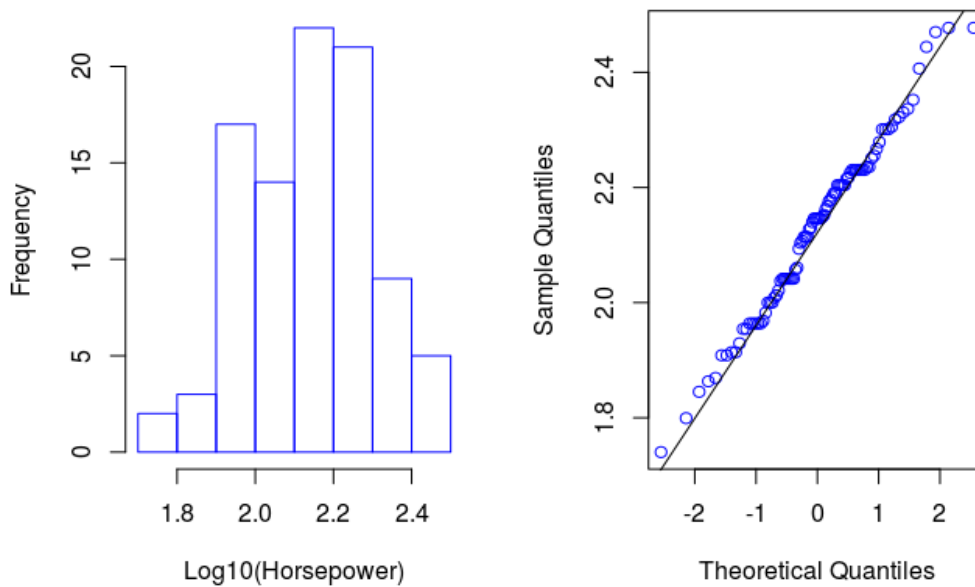 Frequency
0
5
10
15
20
1.8 2.0 2.2 2.4
Log10(Horsepower)
Sample Quantiles
1.8
2.0
2.2
2.4
-2 -1 0 1 2
Theoretical Quantiles